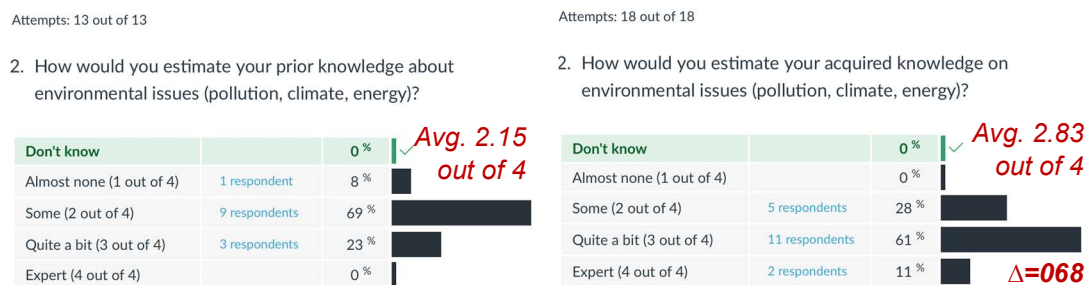 Attempts: 13 out of 13
2. How would you estimate your prior knowledge about
environmental issues (pollution, climate, energy)?
Avg. 2.15
out of 4
Don't know 0 %
Almost none (1 out of 4) 1 respondent 8 %
Some (2 out of 4) 9 respondents 69 %
Quite a bit (3 out of 4) 3 respondents 23 %
Expert (4 out of 4) 0 %
Attempts: 18 out of 18
2. How would you estimate your acquired knowledge on
environmental issues (pollution, climate, energy)?
Avg. 2.83
out of 4
Don't know 0 %
Almost none (1 out of 4) 0 %
Some (2 out of 4) 5 respondents 28 %
Quite a bit (3 out of 4) 11 respondents 61 %
Expert (4 out of 4) 2 respondents 11 %
Δ=068